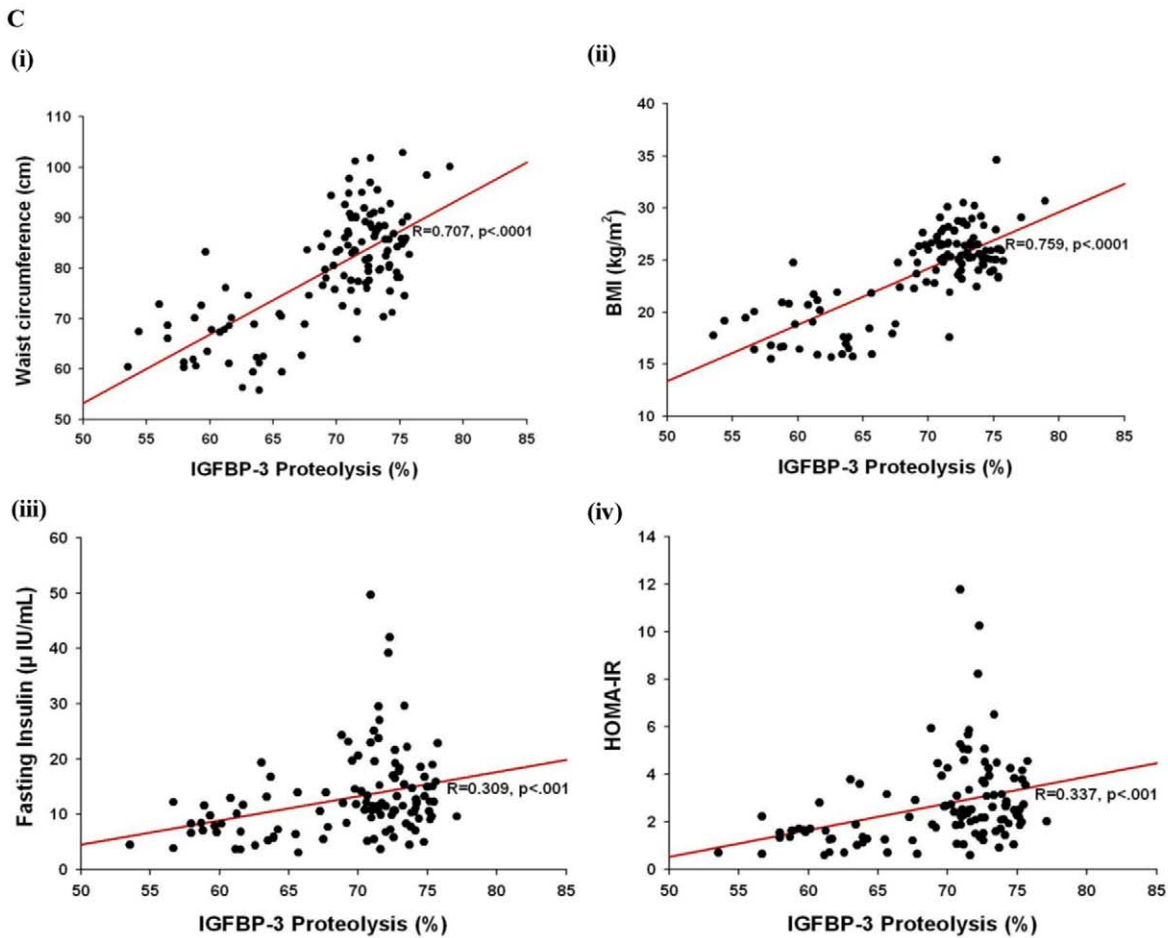 C
(i)
110
100
90
80
70
60
50
Waist circumference (cm)
R=0.707, p<.0001
50 55 60 65 70 75 80 85
IGFBP-3 Proteolysis (%)
(ii)
40
35
30
25
20
15
10
BMI (kg/m²)
R=0.759, p<.0001
50 55 60 65 70 75 80 85
IGFBP-3 Proteolysis (%)
(iii)
60
50
40
30
20
10
0
Fasting Insulin (µ IU/mL)
R=0.309, p<.001
50 55 60 65 70 75 80 85
IGFBP-3 Proteolysis (%)
(iv)
14
12
10
8
6
4
2
0
HOMA-IR
R=0.337, p<.001
50 55 60 65 70 75 80 85
IGFBP-3 Proteolysis (%)